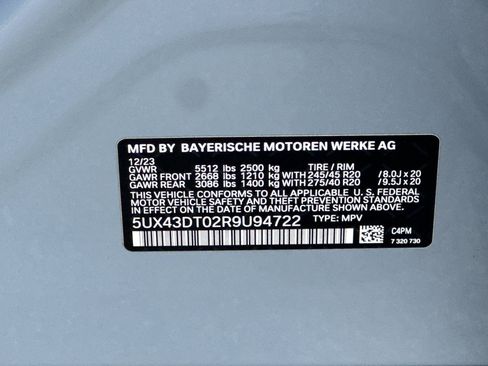 MFD BY BAYERISCHE MOTOREN WERKE AG
12/23
GVWR 5512 lbs 2500 kg TIRE / RIM
GAWR FRONT 2668 lbs 1210 kg WITH 245/45 R20 /8.0J x 20
GAWR REAR 3086 lbs 1400 kg WITH 275/40 R20 /9.5J x 20
THIS VEHICLE CONFORMS TO ALL APPLICABLE U. S. FEDERAL
MOTOR VEHICLE SAFETY AND THEFT PREVENTION STANDARDS
IN EFFECT ON THE DATE OF MANUFACTURE SHOWN ABOVE.
5UX43DT02R9U94722 TYPE: MPV
C4PM
7 320 730